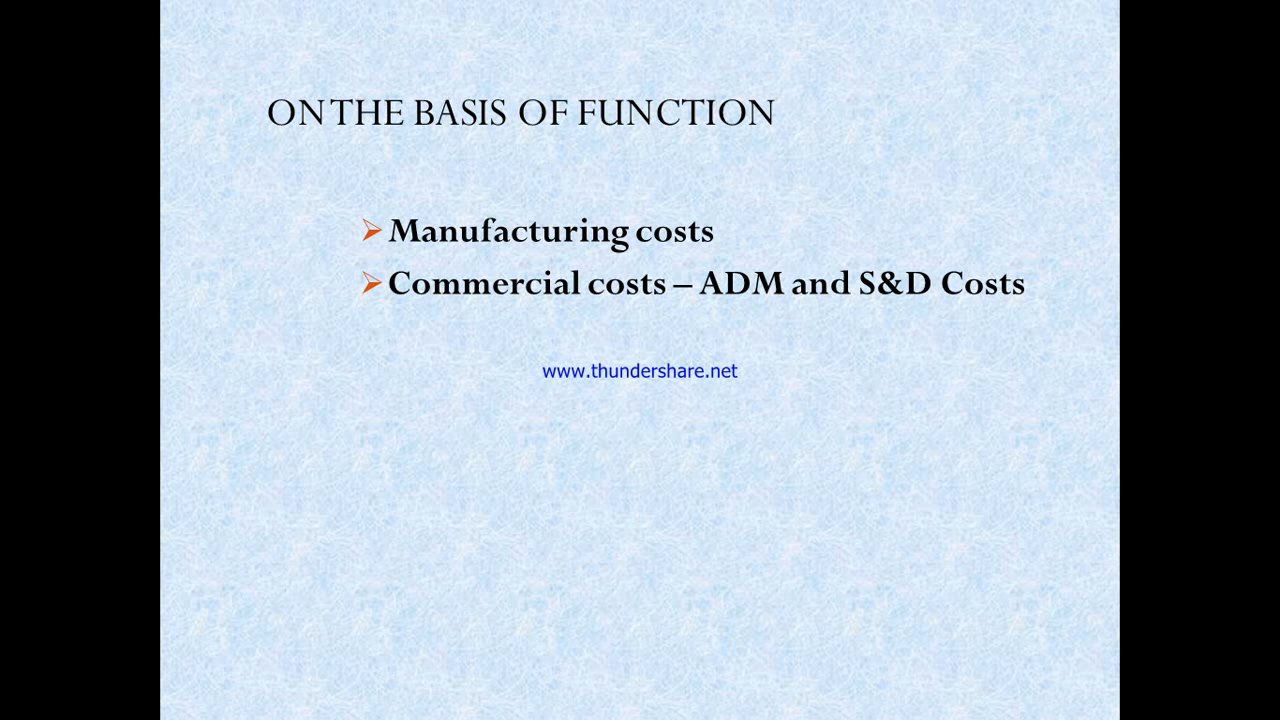 ON THE BASIS OF FUNCTION
➢ Manufacturing costs
➢ Commercial costs – ADM and S&D Costs
www.thundershare.net